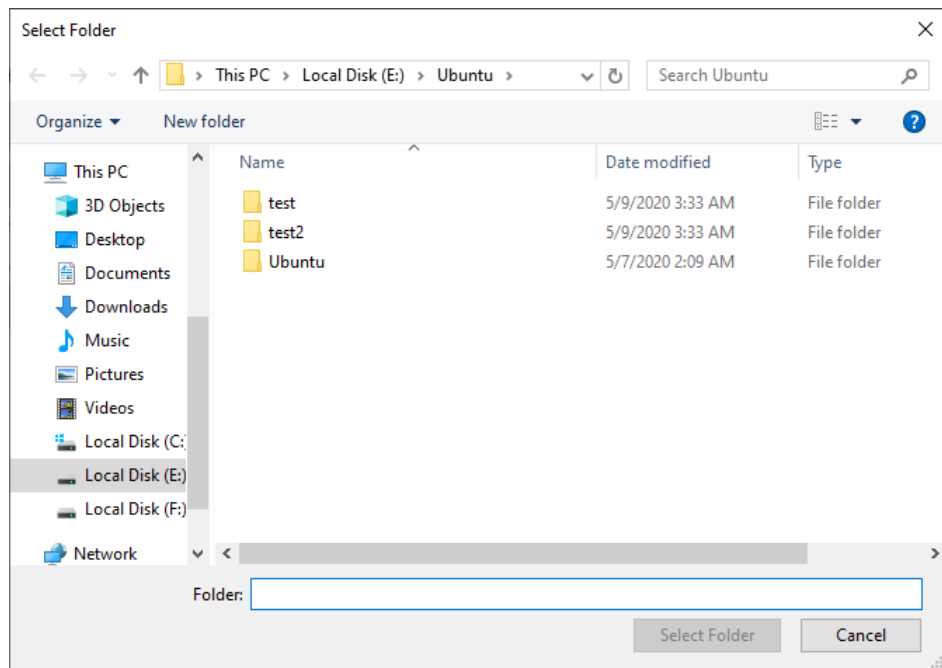 Select Folder
This PC > Local Disk (E:) > Ubuntu >
Search Ubuntu
Organize
New folder
Name
Date modified
Type
This PC
3D Objects
Desktop
Documents
Downloads
Music
Pictures
Videos
Local Disk (C:
Local Disk (E:)
Local Disk (F:)
Network
test 5/9/2020 3:33 AM File folder
test2 5/9/2020 3:33 AM File folder
Ubuntu 5/7/2020 2:09 AM File folder
Folder:
Select Folder
Cancel